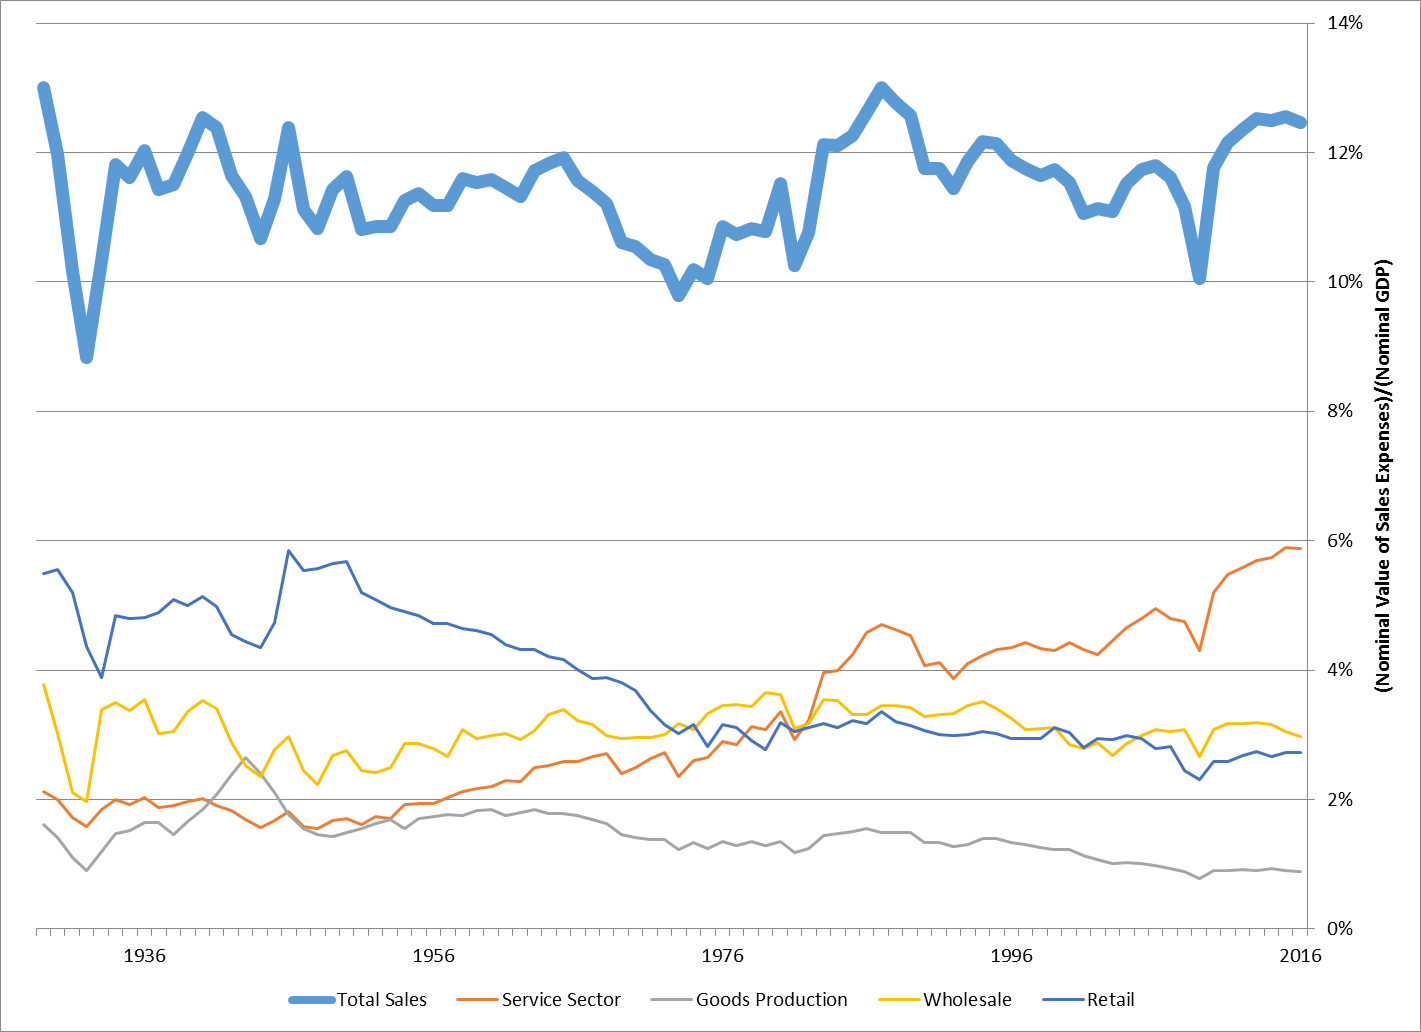 14%
12%
10%
8%
6%
4%
2%
0%
(Nominal Value of Sales Expenses)/(Nominal GDP)
1936 1956 1976 1996 2016
Total Sales Service Sector Goods Production Wholesale Retail